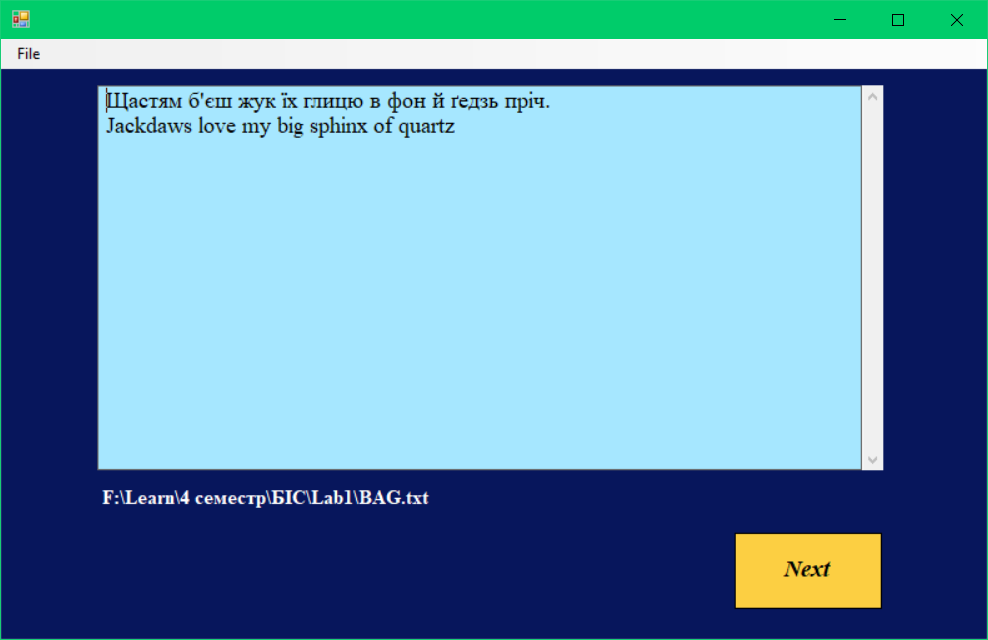 File
Щастям б'єш жук їх глицю в фон й ґедзь пріч.
Jackdaws love my big sphinx of quartz
F:\Learn\4 семестр\БІС\Lab1\BAG.txt
Next